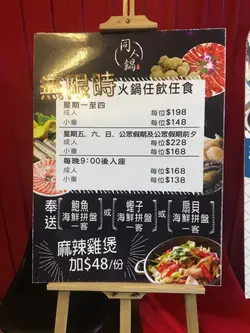 同人鍋
無限時火鍋任飲任食
星期一至四
成人 每位$198
小童 每位$148
星期五、六、日、公眾假期及公眾假期前夕
成人 每位$228
小童 每位$168
每晚9:00後入座
成人 每位$168
小童 每位$138
奉送 鮑魚海鮮拼盤一客 或 蟶子海鮮拼盤一客 或 扇貝海鮮拼盤一客
麻辣雞煲
加$48/份